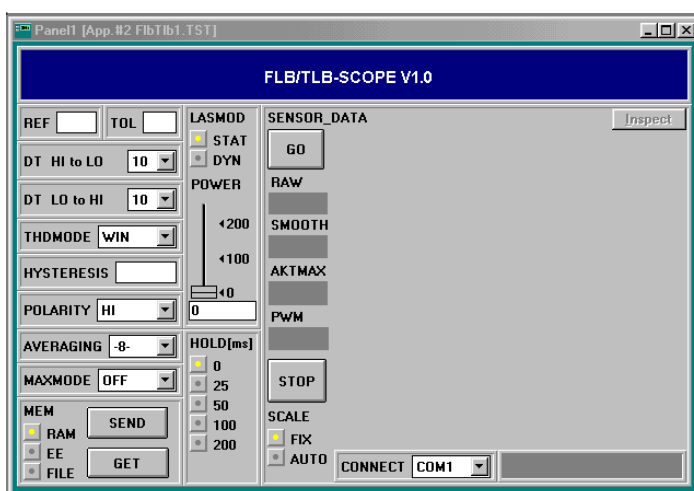 Panel1 [App.#2 FlbTlb1.TST]
FLB/TLB-SCOPE V1.0
REF TOL
DT HI to LO 10
DT LO to HI 10
THDMODE WIN
HYSTERESIS
POLARITY HI
AVERAGING -8-
MAXMODE OFF
MEM
RAM
EE
FILE
SEND
GET
LASMOD
STAT
DYN
POWER
200
100
0
0
HOLD[ms]
0
25
50
100
200
SENSOR_DATA
GO
RAW
SMOOTH
AKTMAX
PWM
STOP
SCALE
FIX
AUTO
CONNECT COM1
Inspect